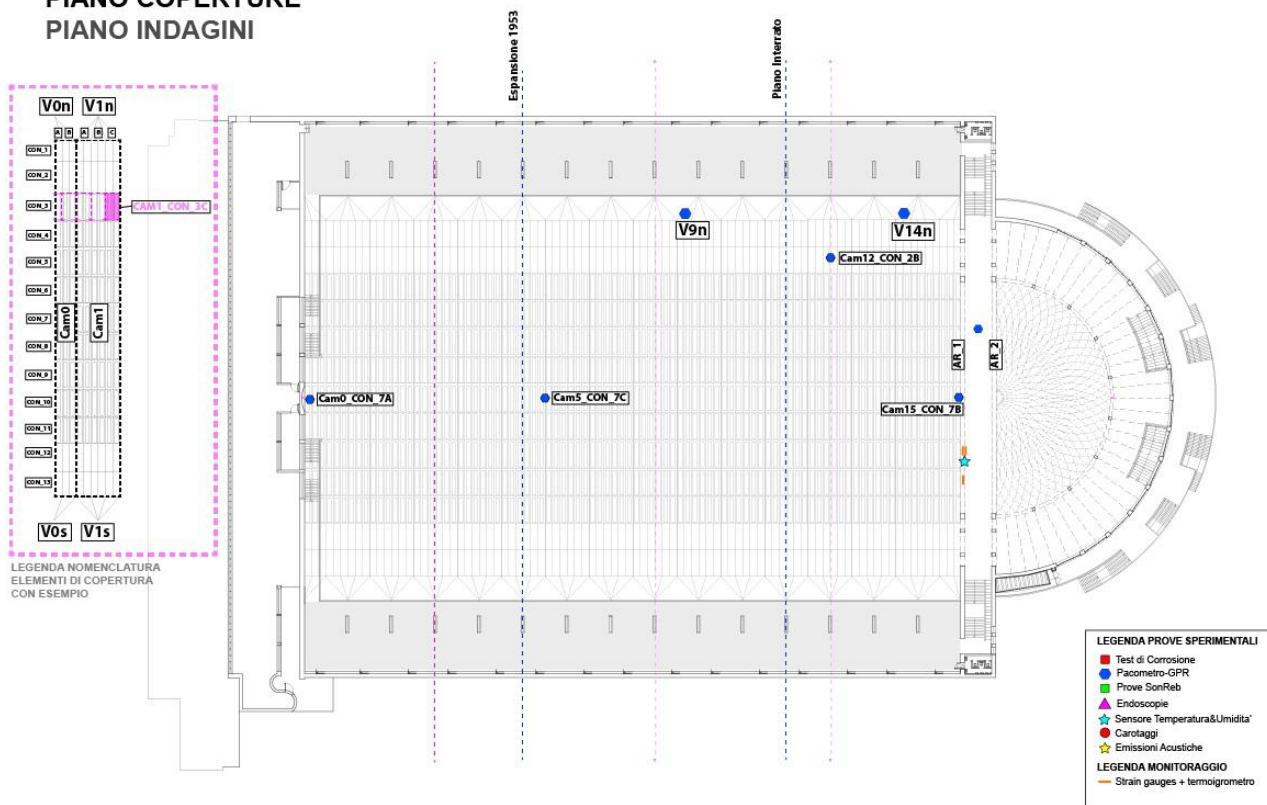 PIANO COPERTURE
PIANO INDAGINI
V0n V1n
A B A B C
CON_1
CON_2
CON_3
CAM1_CON_3C
CON_4
CON_5
CON_6
CON_7
CON_8
CON_9
CON_10
CON_11
CON_12
CON_13
Cam0
Cam1
V0s V1s
LEGENDA NOMENCLATURA
ELEMENTI DI COPERTURA
CON ESEMPIO
Espansione 1953
Piano Interrato
V9n
V14n
Cam12_CON_2B
AR_1
AR_2
Cam0_CON_7A
Cam5_CON_7C
Cam15_CON_7B
LEGENDA PROVE SPERIMENTALI
Test di Corrosione
Pacometro-GPR
Prove SonReb
Endoscopie
Sensore Temperatura&Umidita'
Carotaggi
Emissioni Acustiche
LEGENDA MONITORAGGIO
Strain gauges + termoigrometro